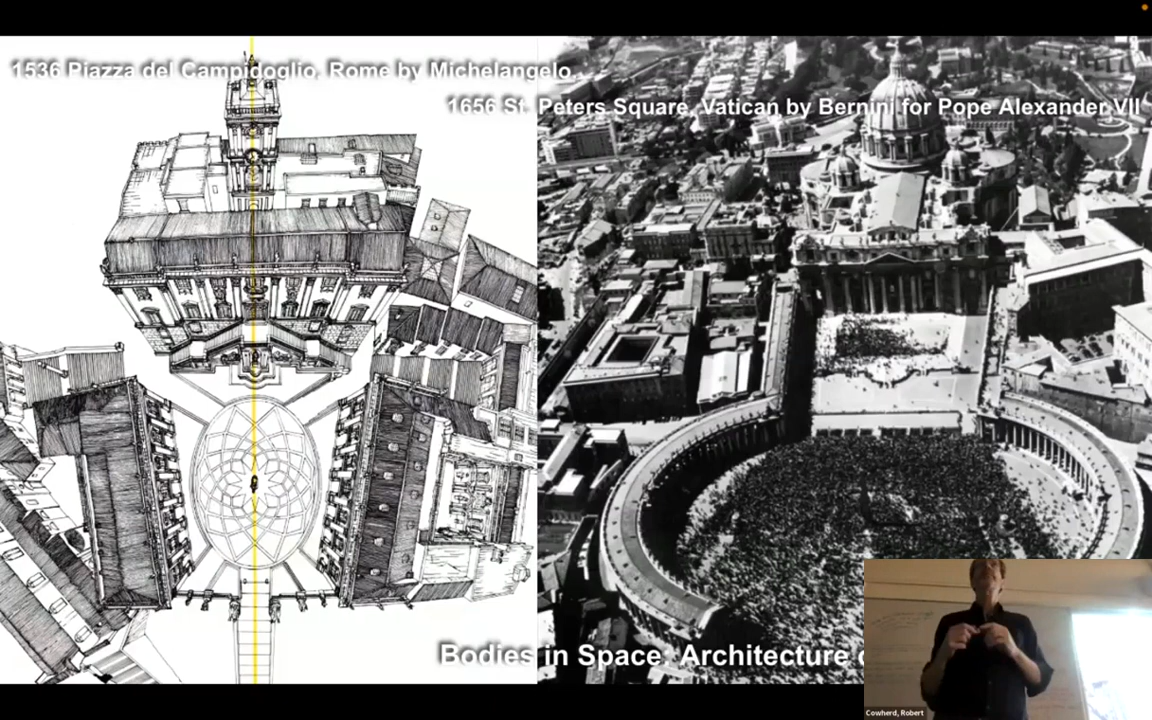 1536 Piazza del Campidoglio, Rome by Michelangelo
1656 St. Peters Square, Vatican by Bernini for Pope Alexander VII
Bodies in Space: Architecture
Cowherd, Robert